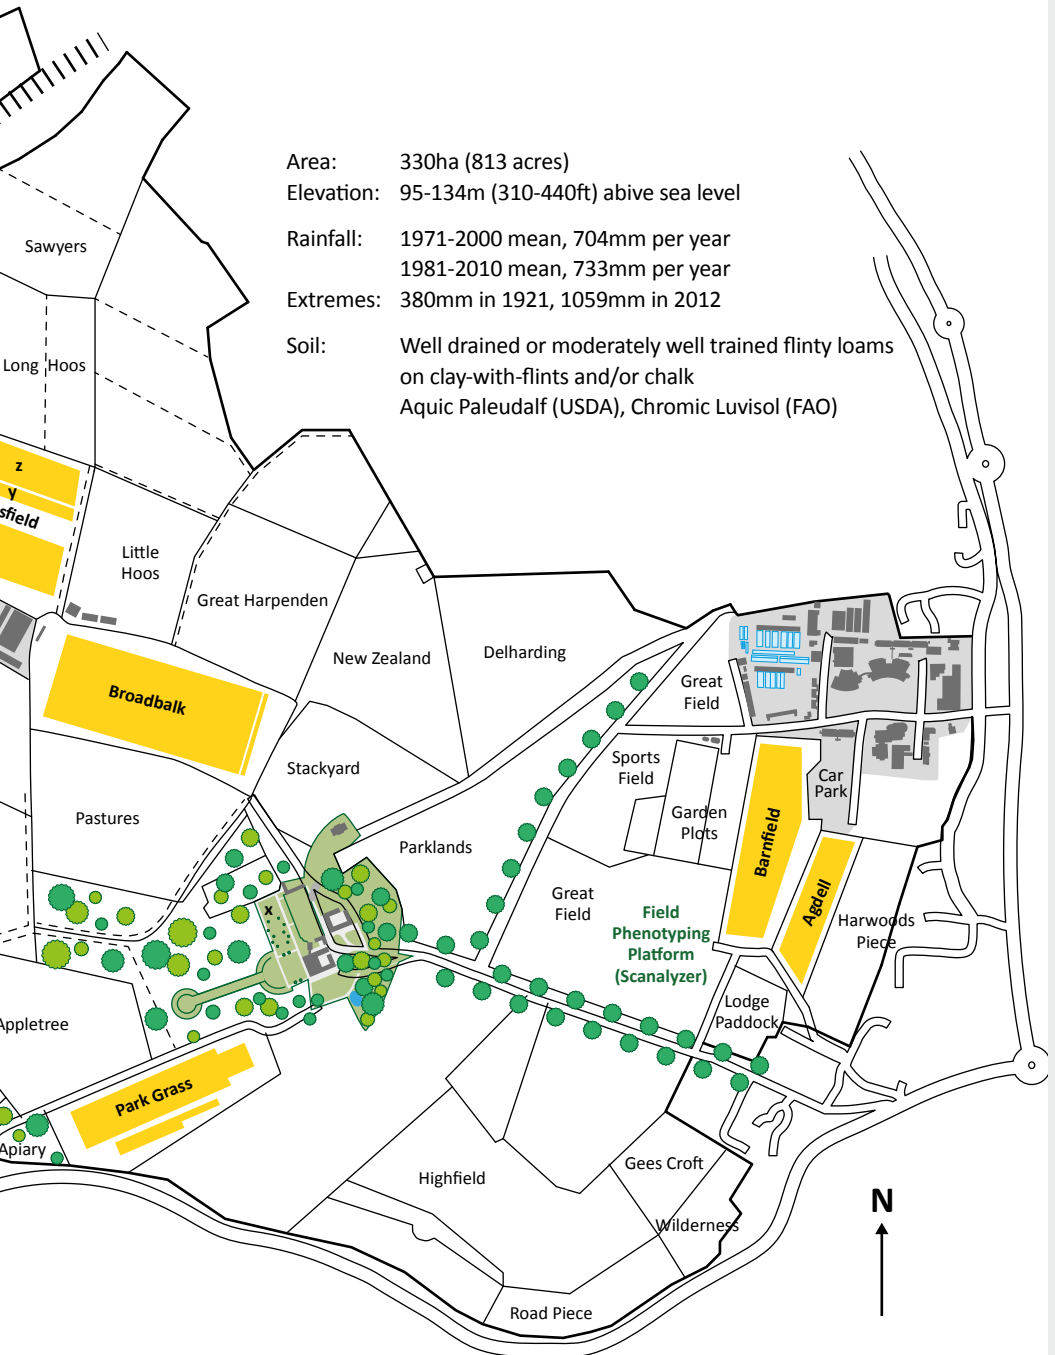 Area: 330ha (813 acres)
Elevation: 95-134m (310-440ft) abive sea level
Rainfall: 1971-2000 mean, 704mm per year
1981-2010 mean, 733mm per year
Extremes: 380mm in 1921, 1059mm in 2012
Soil: Well drained or moderately well trained flinty loams
on clay-with-flints and/or chalk
Aquic Paleudalf (USDA), Chromic Luvisol (FAO)
Sawyers
Long Hoos
z
y
sfield
Little
Hoos
Great Harpenden
New Zealand
Delharding
Great
Field
Broadbalk
Stackyard
Sports
Field
Car
Park
Pastures
Garden
Plots
Parklands
Barnfield
Agdell
Great
Field
Field
Phenotyping
Platform
(Scanalyzer)
Harwoods
Piece
x
Lodge
Paddock
Appletree
Park Grass
Apiary
Highfield
Gees Croft
Wilderness
Road Piece
N